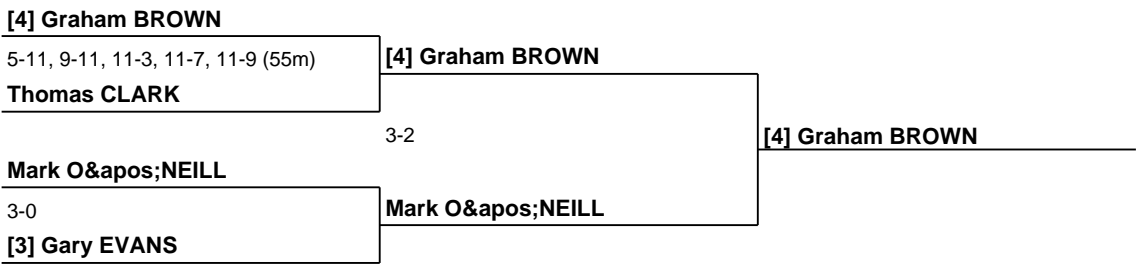 [4] Graham BROWN
5-11, 9-11, 11-3, 11-7, 11-9 (55m)
[4] Graham BROWN
Thomas CLARK
3-2
[4] Graham BROWN
Mark O&apos;NEILL
3-0
Mark O&apos;NEILL
[3] Gary EVANS